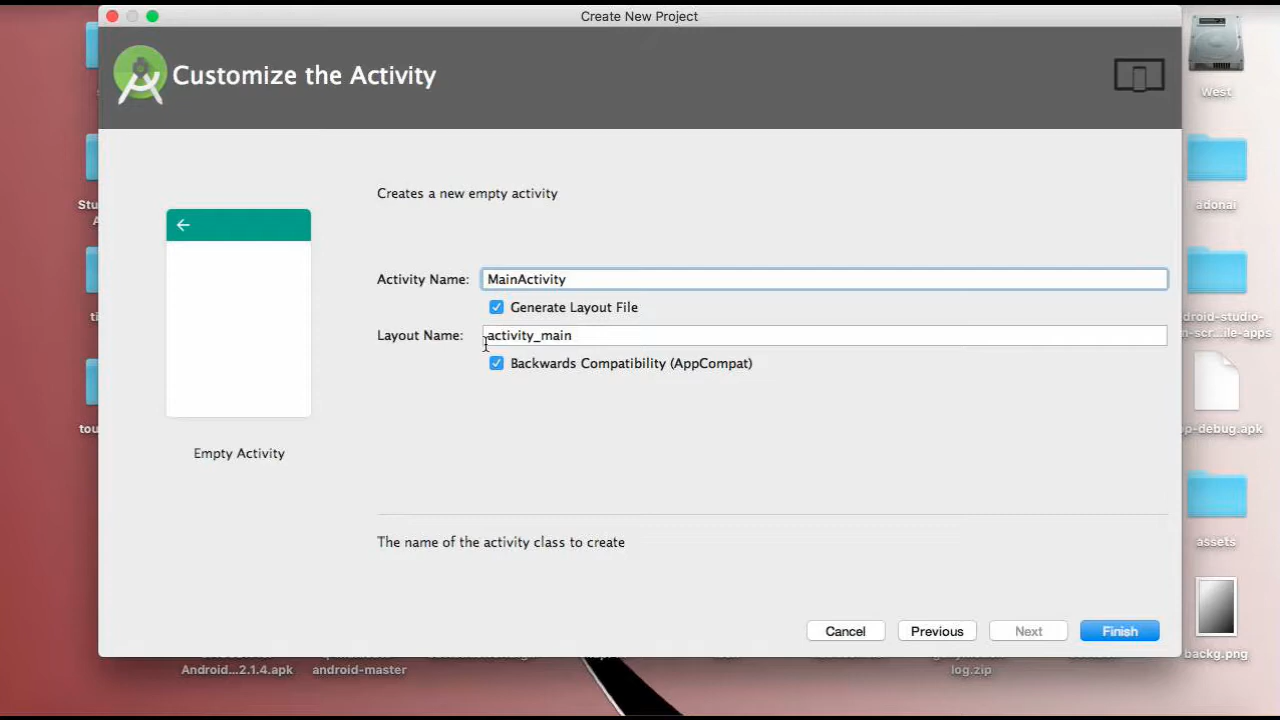 Create New Project
Customize the Activity
West
Creates a new empty activity
adonai
Activity Name: MainActivity
Generate Layout File
Layout Name: activity_main
Backwards Compatibility (AppCompat)
Empty Activity
p-debug.apk
The name of the activity class to create
assets
Cancel
Previous
Next
Finish
backg.png
Android...2.1.4.apk
android-master
log.zip